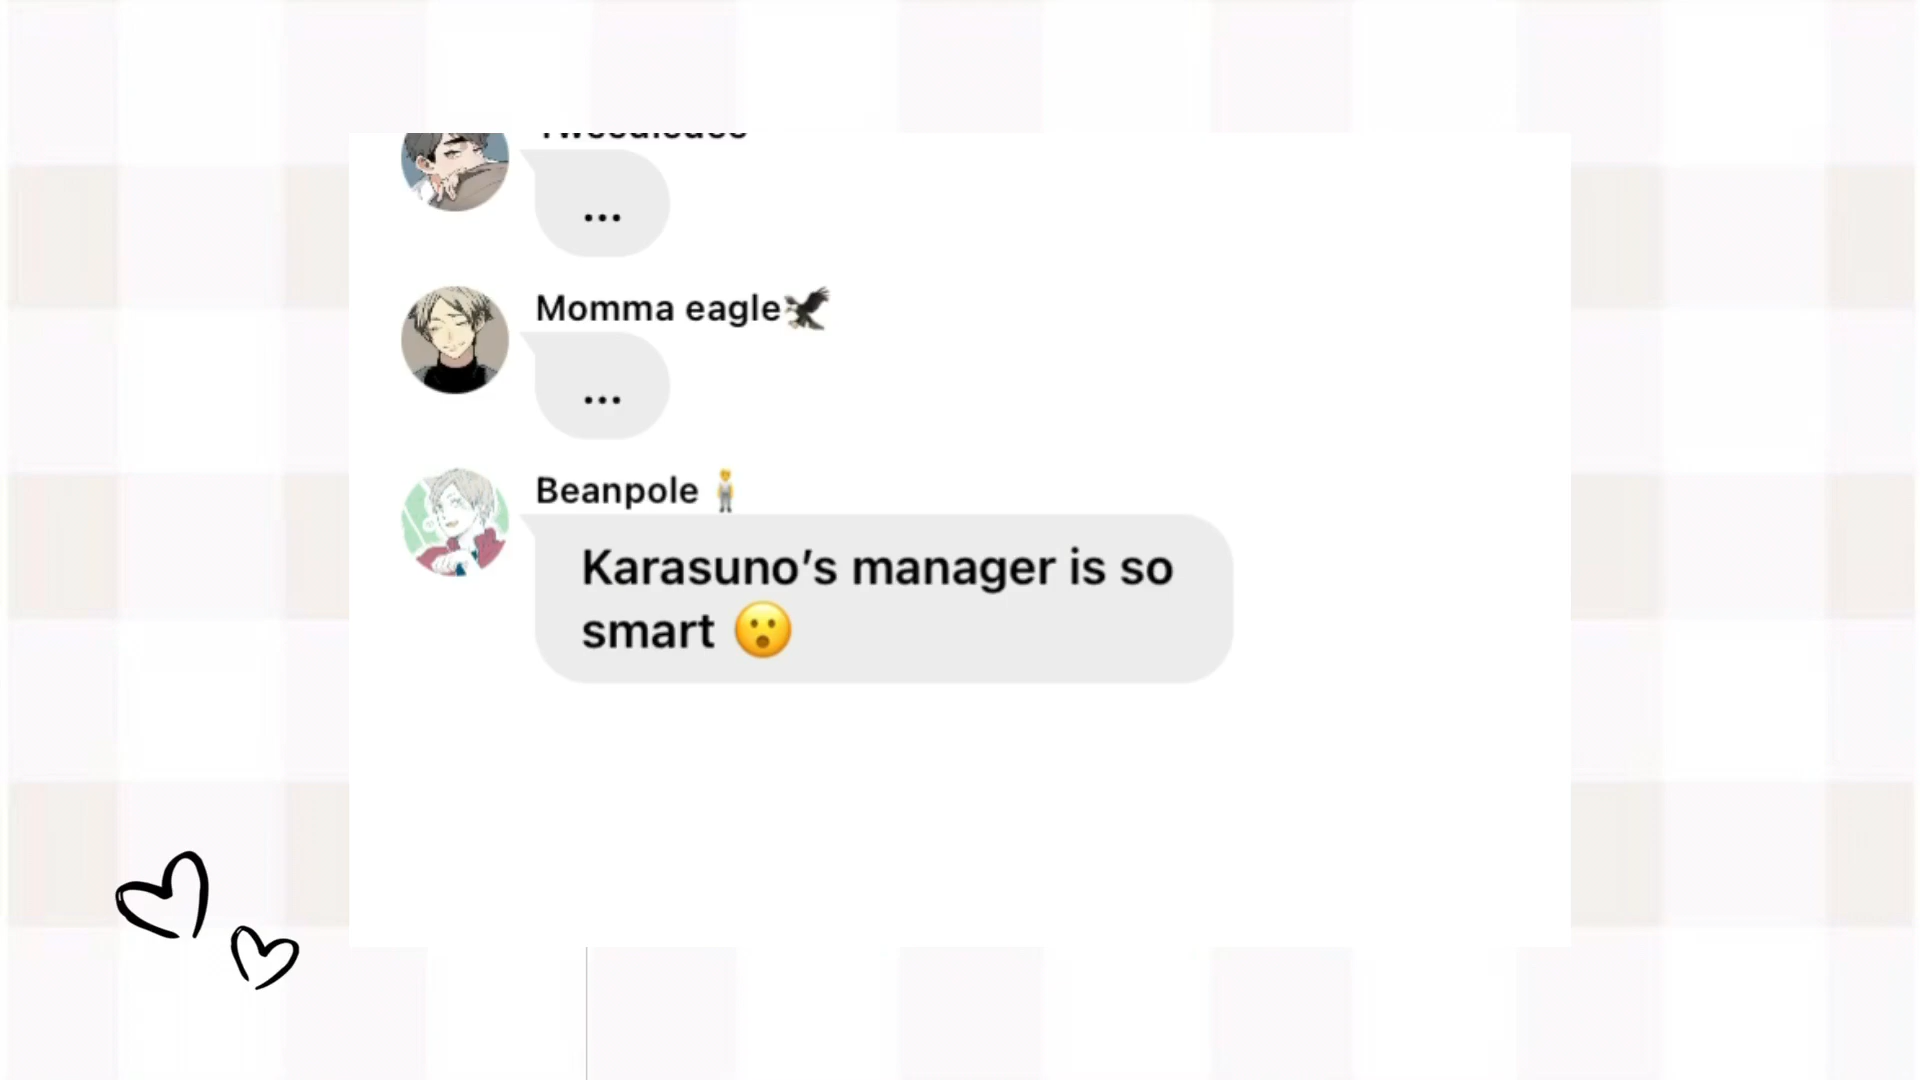 ...
Momma eagle🦅
...
Beanpole 🧍
Karasuno’s manager is so
smart 😮